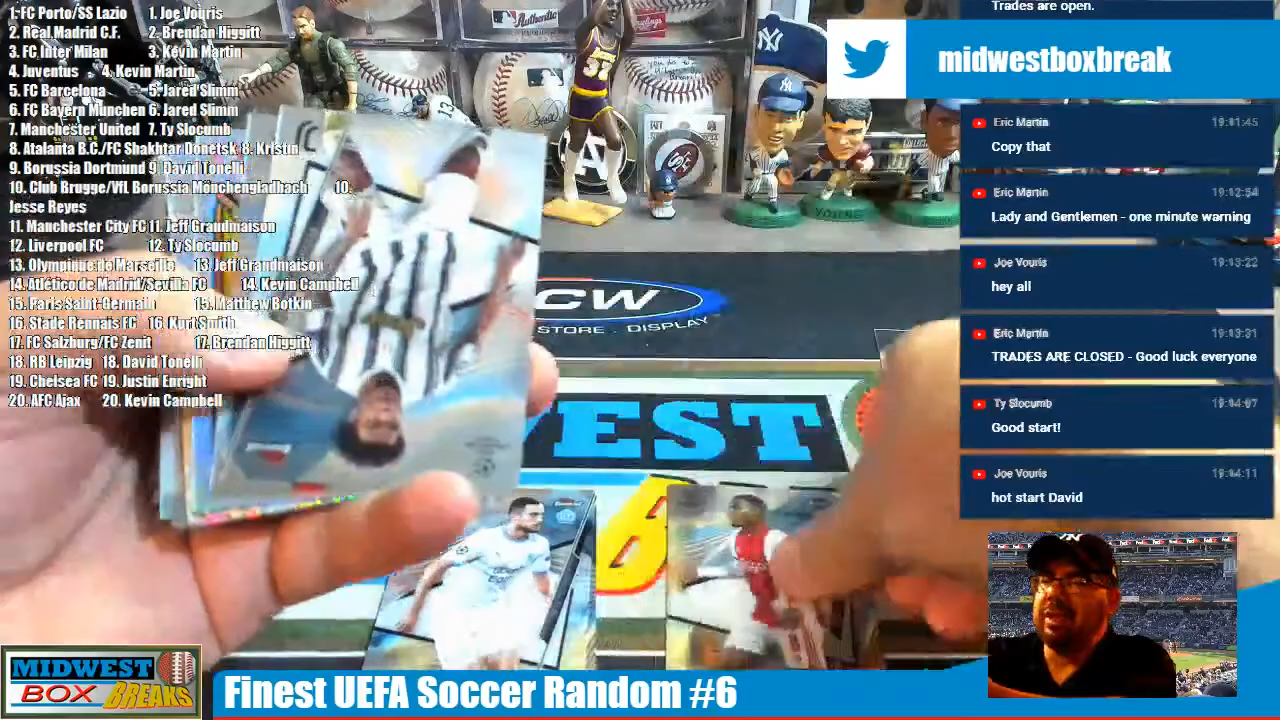 1. FC Porto/SS Lazio 1. Joe Vouris
2. Real Madrid C.F. 2. Brendan Higgitt
3. FC Inter Milan 3. Kevin Martin
4. Juventus 4. Kevin Martin
5. FC Barcelona 5. Jared Slimm
6. FC Bayern Munchen 6. Jared Slimm
7. Manchester United 7. Ty Slocumb
8. Atalanta B.C./FC Shakhtar Donetsk 8. Kristin
9. Borussia Dortmund 9. David Tonelli
10. Club Brugge/VfL Borussia Mönchengladbach 10.
Jesse Reyes
11. Manchester City FC 11. Jeff Grandmaison
12. Liverpool FC 12. Ty Slocumb
13. Olympique de Marseille 13. Jeff Grandmaison
14. Atlético de Madrid/Sevilla FC 14. Kevin Campbell
15. Paris Saint-Germain 15. Matthew Botkin
16. Stade Rennais FC 16. Kurt Smith
17. FC Salzburg/FC Zenit 17. Brendan Higgitt
18. RB Leipzig 18. David Tonelli
19. Chelsea FC 19. Justin Enright
20. AFC Ajax 20. Kevin Campbell
Authentic
Rawlings
midwestboxbreak
Trades are open.
Eric Martin 19:01:45
Copy that
Eric Martin 19:12:54
Lady and Gentlemen - one minute warning
Joe Vouris 19:13:22
hey all
Eric Martin 19:13:31
TRADES ARE CLOSED - Good luck everyone
Ty Slocumb 19:14:07
Good start!
Joe Vouris 19:14:11
hot start David
CW
STORE . DISPLAY
WEST
MIDWEST
BOX BREAKS
Finest UEFA Soccer Random #6